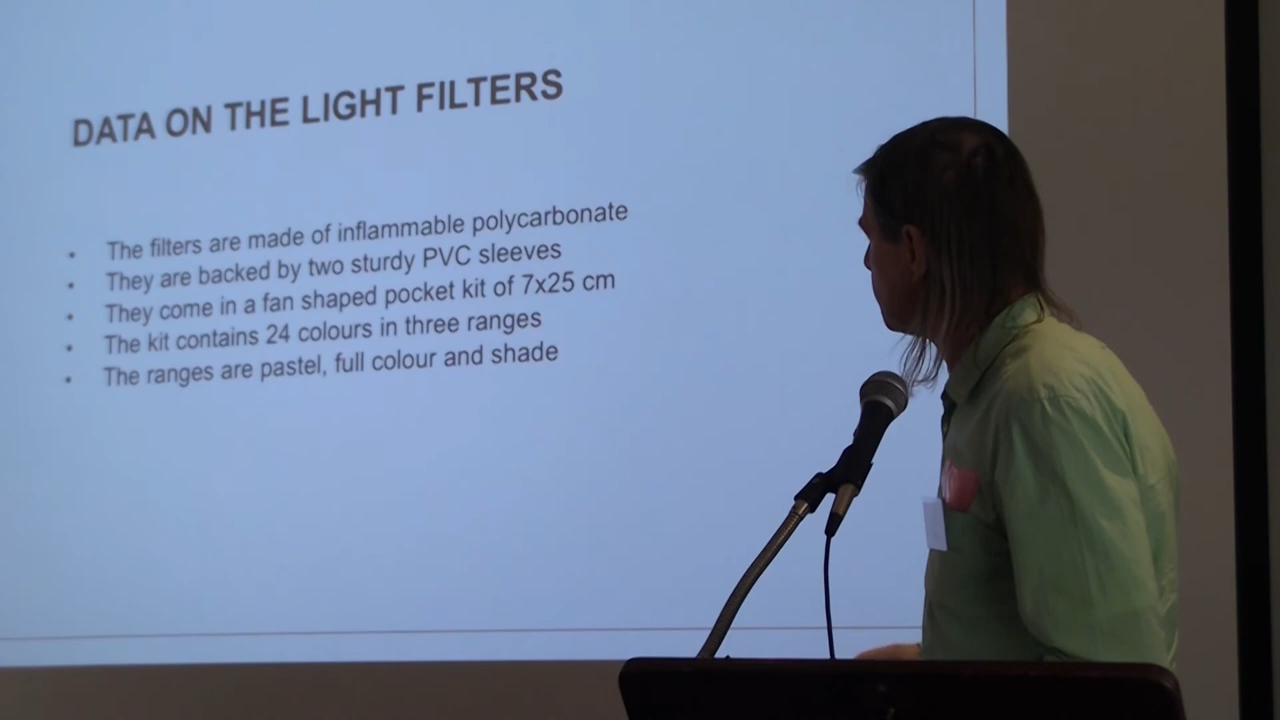 DATA ON THE LIGHT FILTERS
• The filters are made of inflammable polycarbonate
• They are backed by two sturdy PVC sleeves
• They come in a fan shaped pocket kit of 7x25 cm
• The kit contains 24 colours in three ranges
• The ranges are pastel, full colour and shade